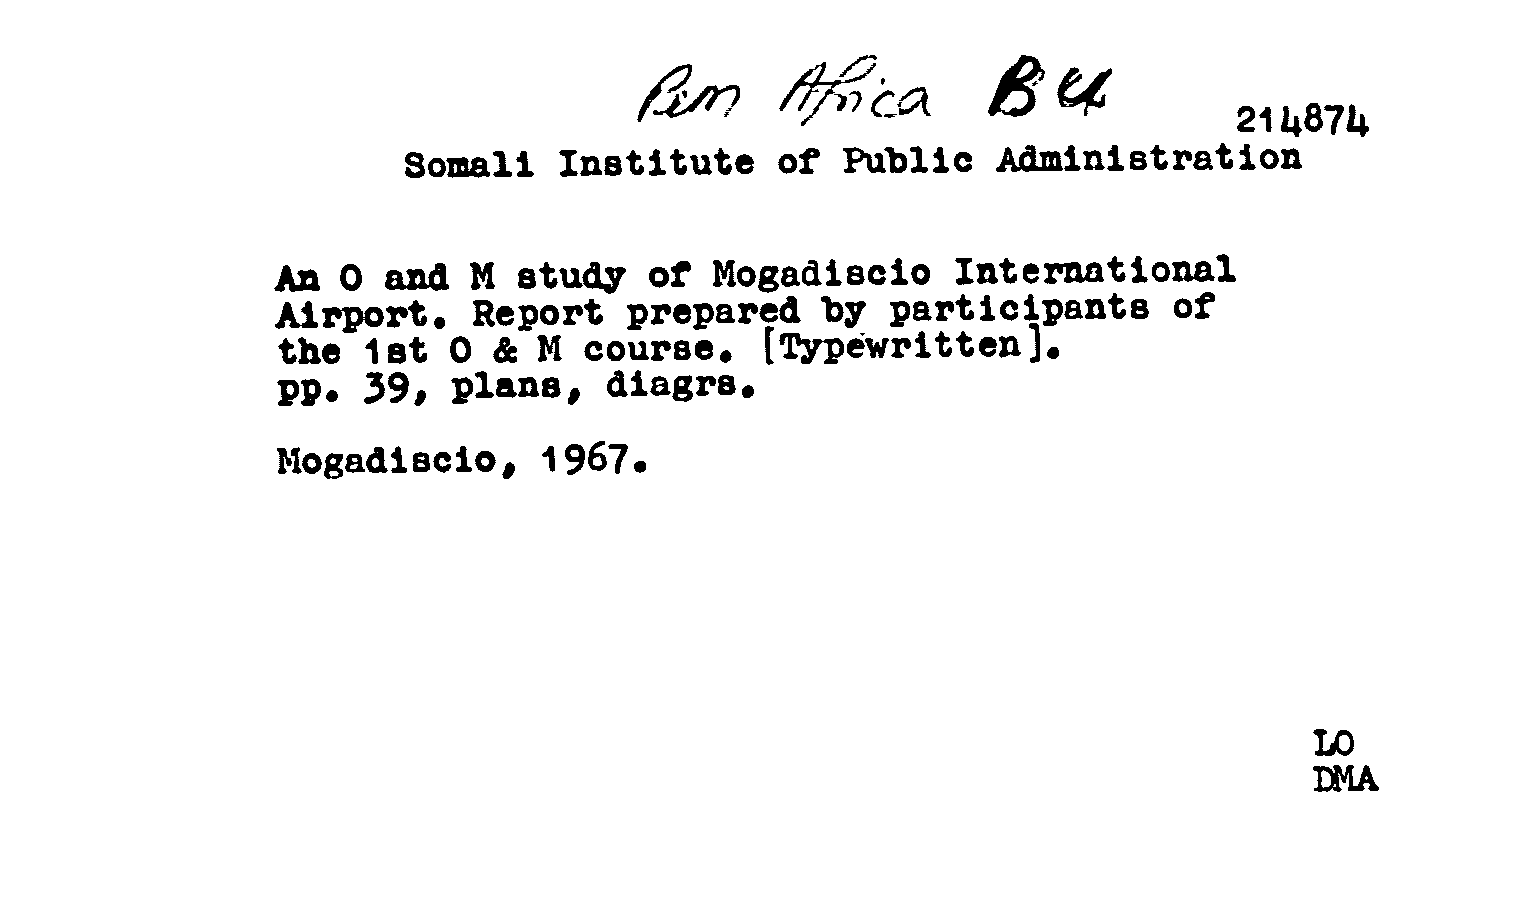 Pam Africa BU
214874
Somali Institute of Public Administration
An O and M study of Mogadiscio International
Airport. Report prepared by participants of
the 1st O & M course. [Typewritten].
pp. 39, plans, diagrs.
Mogadiscio, 1967.
LO
DMA